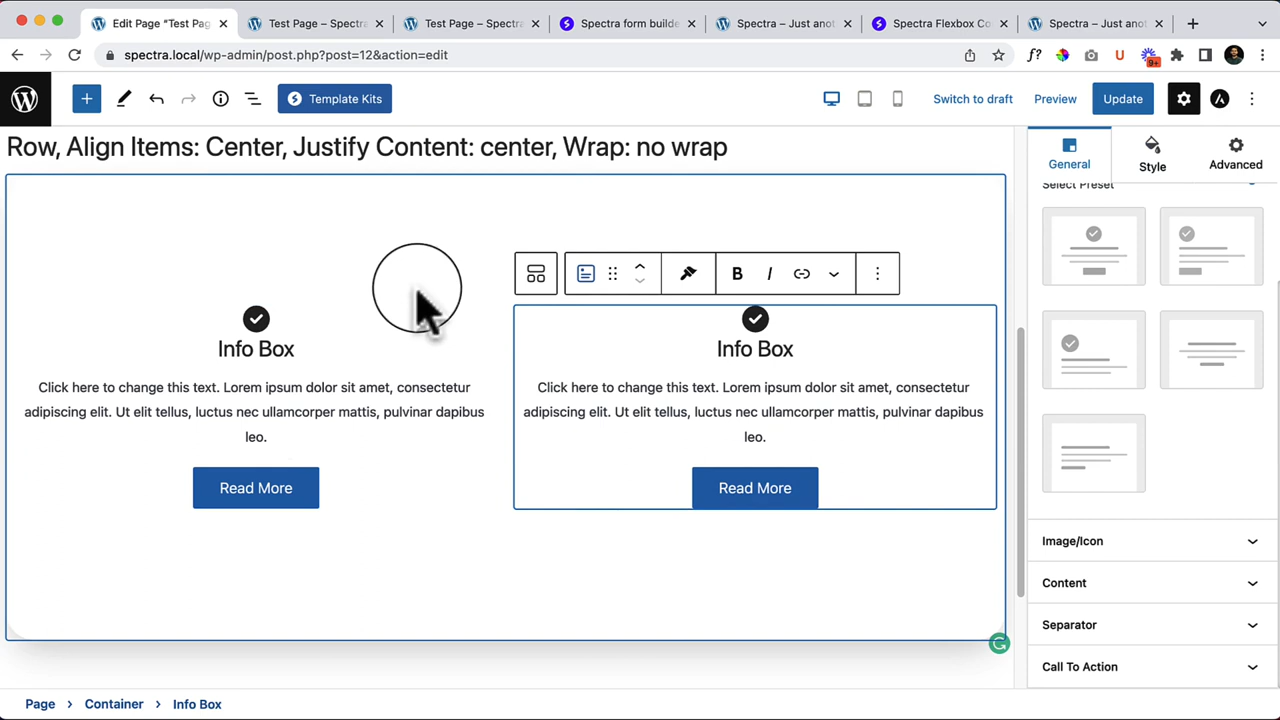 Edit Page “Test Pag
Test Page – Spectra
Test Page – Spectra
Spectra form builde
Spectra – Just anot
Spectra Flexbox Co
Spectra – Just anot
spectra.local/wp-admin/post.php?post=12&action=edit
f?
U
9+
Template Kits
Switch to draft
Preview
Update
Row, Align Items: Center, Justify Content: center, Wrap: no wrap
General
Style
Advanced
Select Preset
B
I
Info Box
Click here to change this text. Lorem ipsum dolor sit amet, consectetur
adipiscing elit. Ut elit tellus, luctus nec ullamcorper mattis, pulvinar dapibus
leo.
Read More
Info Box
Click here to change this text. Lorem ipsum dolor sit amet, consectetur
adipiscing elit. Ut elit tellus, luctus nec ullamcorper mattis, pulvinar dapibus
leo.
Read More
Image/Icon
Content
Separator
Call To Action
Page > Container > Info Box